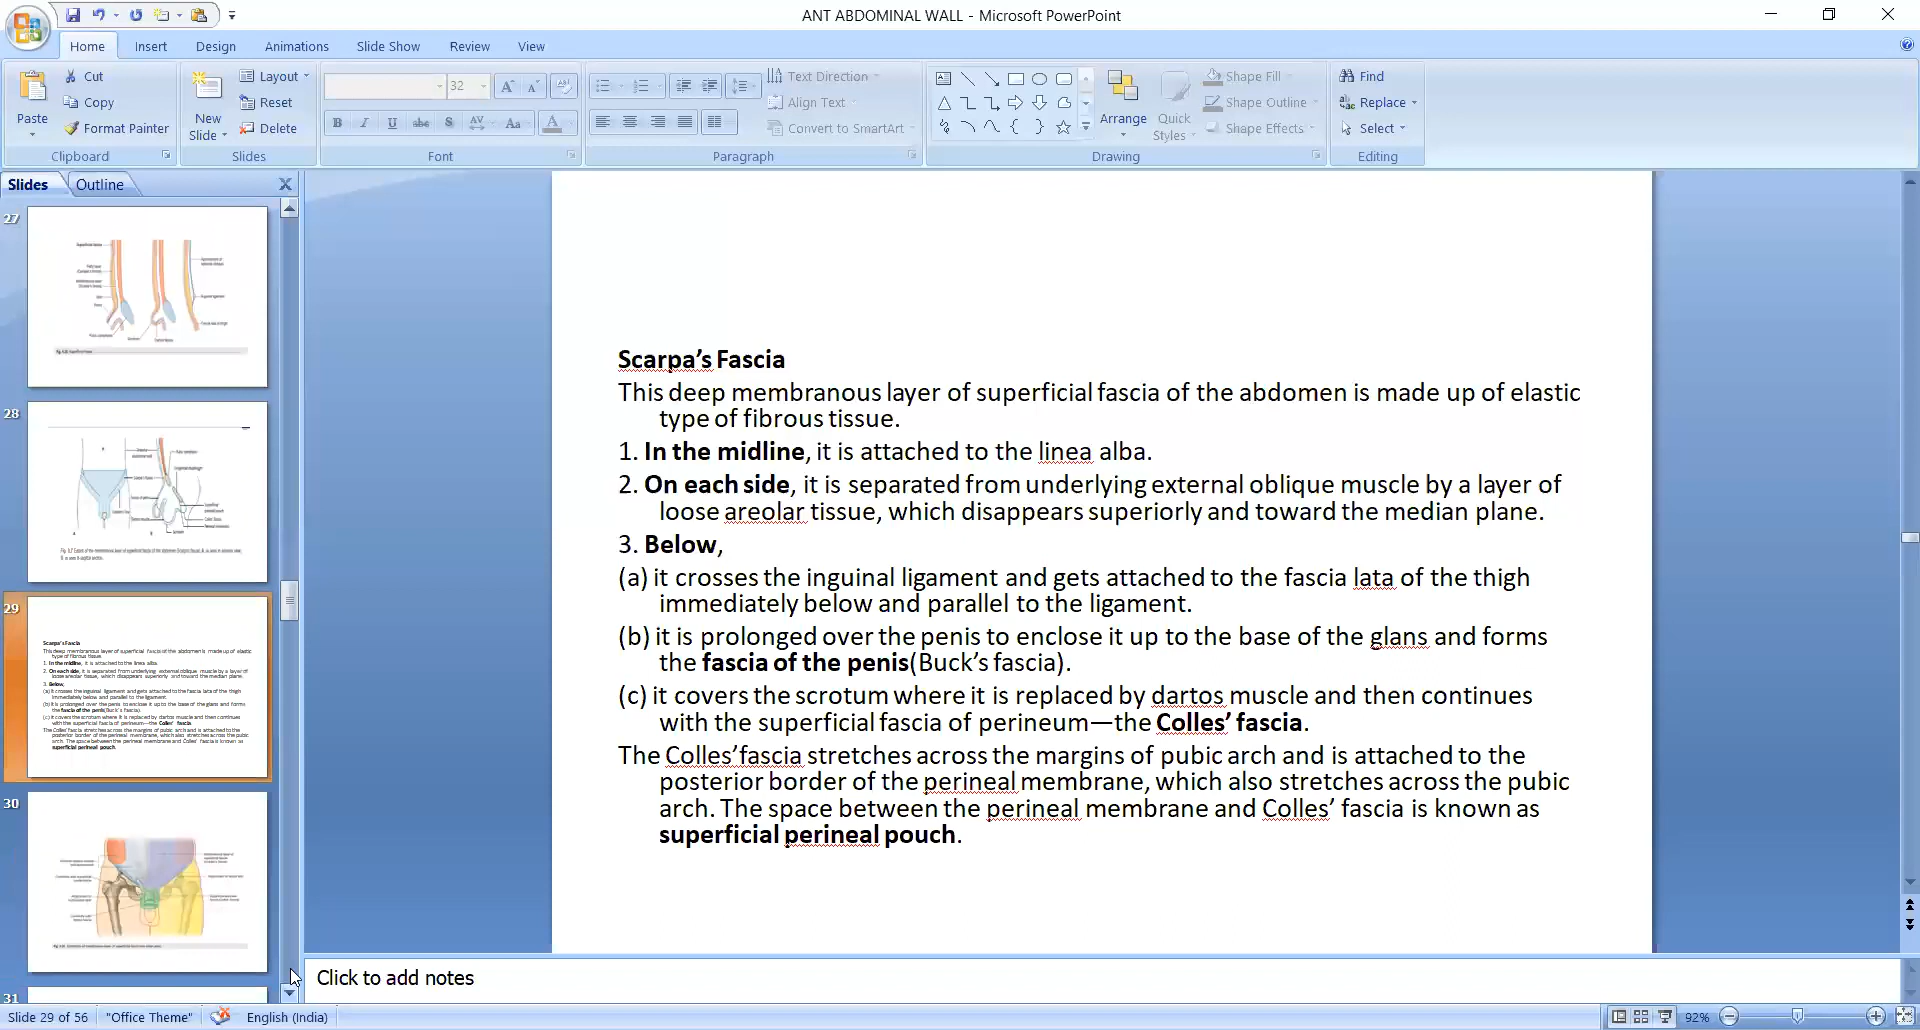 ANT ABDOMINAL WALL - Microsoft PowerPoint
Home Insert Design Animations Slide Show Review View
Cut
Copy
Format Painter
Paste
Clipboard
New
Slide
Layout
Reset
Delete
Slides
32
B I U abc S AV Aa A
Font
Text Direction
Align Text
Convert to SmartArt
Paragraph
Arrange
Quick
Styles
Shape Fill
Shape Outline
Shape Effects
Drawing
Find
Replace
Select
Editing
Slides Outline
27
28
29
30
31
Scarpa’s Fascia
This deep membranous layer of superficial fascia of the abdomen is made up of elastic
type of fibrous tissue.
1. In the midline, it is attached to the linea alba.
2. On each side, it is separated from underlying external oblique muscle by a layer of
loose areolar tissue, which disappears superiorly and toward the median plane.
3. Below,
(a) it crosses the inguinal ligament and gets attached to the fascia lata of the thigh
immediately below and parallel to the ligament.
(b) it is prolonged over the penis to enclose it up to the base of the glans and forms
the fascia of the penis(Buck’s fascia).
(c) it covers the scrotum where it is replaced by dartos muscle and then continues
with the superficial fascia of perineum—the Colles’ fascia.
The Colles’fascia stretches across the margins of pubic arch and is attached to the
posterior border of the perineal membrane, which also stretches across the pubic
arch. The space between the perineal membrane and Colles’ fascia is known as
superficial perineal pouch.
Click to add notes
Slide 29 of 56 "Office Theme" English (India) 92%